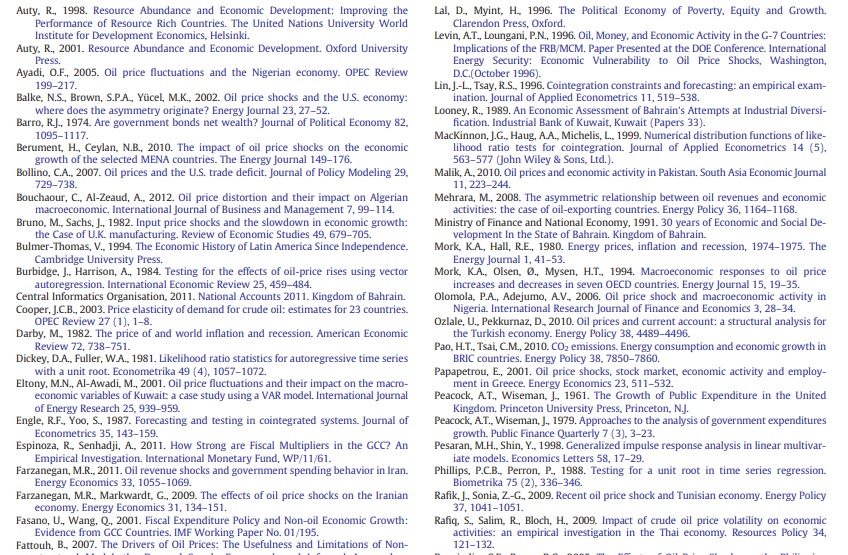 Auty, R., 1998. Resource Abundance and Economic Development: Improving the
Performance of Resource Rich Countries. The United Nations University World
Institute for Development Economics, Helsinki.
Auty, R., 2001. Resource Abundance and Economic Development. Oxford University
Press.
Ayadi, O.F., 2005. Oil price fluctuations and the Nigerian economy. OPEC Review
199–217.
Balke, N.S., Brown, S.P.A., Yücel, M.K., 2002. Oil price shocks and the U.S. economy:
where does the asymmetry originate? Energy Journal 23, 27–52.
Barro, R.J., 1974. Are government bonds net wealth? Journal of Political Economy 82,
1095–1117.
Berument, H., Ceylan, N.B., 2010. The impact of oil price shocks on the economic
growth of the selected MENA countries. The Energy Journal 149–176.
Bollino, C.A., 2007. Oil prices and the U.S. trade deficit. Journal of Policy Modeling 29,
729–738.
Bouchaour, C., Al-Zeaud, A., 2012. Oil price distortion and their impact on Algerian
macroeconomic. International Journal of Business and Management 7, 99–114.
Bruno, M., Sachs, J., 1982. Input price shocks and the slowdown in economic growth:
the Case of U.K. manufacturing. Review of Economic Studies 49, 679–705.
Bulmer-Thomas, V., 1994. The Economic History of Latin America Since Independence.
Cambridge University Press.
Burbidge, J., Harrison, A., 1984. Testing for the effects of oil-price rises using vector
autoregression. International Economic Review 25, 459–484.
Central Informatics Organisation, 2011. National Accounts 2011. Kingdom of Bahrain.
Cooper, J.C.B., 2003. Price elasticity of demand for crude oil: estimates for 23 countries.
OPEC Review 27 (1), 1–8.
Darby, M., 1982. The price of and world inflation and recession. American Economic
Review 72, 738–751.
Dickey, D.A., Fuller, W.A., 1981. Likelihood ratio statistics for autoregressive time series
with a unit root. Econometrika 49 (4), 1057–1072.
Eltony, M.N., Al-Awadi, M., 2001. Oil price fluctuations and their impact on the macro-
economic variables of Kuwait: a case study using a VAR model. International Journal
of Energy Research 25, 939–959.
Engle, R.F., Yoo, S., 1987. Forecasting and testing in cointegrated systems. Journal of
Econometrics 35, 143–159.
Espinoza, R., Senhadji, A., 2011. How Strong are Fiscal Multipliers in the GCC? An
Empirical Investigation. International Monetary Fund, WP/11/61.
Farzanegan, M.R., 2011. Oil revenue shocks and government spending behavior in Iran.
Energy Economics 33, 1055–1069.
Farzanegan, M.R., Markwardt, G., 2009. The effects of oil price shocks on the Iranian
economy. Energy Economics 31, 134–151.
Fasano, U., Wang, Q., 2001. Fiscal Expenditure Policy and Non-oil Economic Growth:
Evidence from GCC Countries. IMF Working Paper No. 01/195.
Fattouh, B., 2007. The Drivers of Oil Prices: The Usefulness and Limitations of Non-
Lal, D., Myint, H., 1996. The Political Economy of Poverty, Equity and Growth.
Clarendon Press, Oxford.
Levin, A.T., Loungani, P.N., 1996. Oil, Money, and Economic Activity in the G-7 Countries:
Implications of the FRB/MCM. Paper Presented at the DOE Conference. International
Energy Security: Economic Vulnerability to Oil Price Shocks, Washington,
D.C.(October 1996).
Lin, J.-L., Tsay, R.S., 1996. Cointegration constraints and forecasting: an empirical exam-
ination. Journal of Applied Econometrics 11, 519–538.
Looney, R., 1989. An Economic Assessment of Bahrain's Attempts at Industrial Diversi-
fication. Industrial Bank of Kuwait, Kuwait (Papers 33).
MacKinnon, J.G., Haug, A.A., Michelis, L., 1999. Numerical distribution functions of like-
lihood ratio tests for cointegration. Journal of Applied Econometrics 14 (5),
563–577 (John Wiley & Sons, Ltd.).
Malik, A., 2010. Oil prices and economic activity in Pakistan. South Asia Economic Journal
11, 223–244.
Mehrara, M., 2008. The asymmetric relationship between oil revenues and economic
activities: the case of oil-exporting countries. Energy Policy 36, 1164–1168.
Ministry of Finance and National Economy, 1991. 30 years of Economic and Social De-
velopment In the State of Bahrain. Kingdom of Bahrain.
Mork, K.A., Hall, R.E., 1980. Energy prices, inflation and recession, 1974–1975. The
Energy Journal 1, 41–53.
Mork, K.A., Olsen, Ø., Mysen, H.T., 1994. Macroeconomic responses to oil price
increases and decreases in seven OECD countries. Energy Journal 15, 19–35.
Olomola, P.A., Adejumo, A.V., 2006. Oil price shock and macroeconomic activity in
Nigeria. International Research Journal of Finance and Economics 3, 28–34.
Ozlale, U., Pekkurnaz, D., 2010. Oil prices and current account: a structural analysis for
the Turkish economy. Energy Policy 38, 4489–4496.
Pao, H.T., Tsai, C.M., 2010. CO₂ emissions. Energy consumption and economic growth in
BRIC countries. Energy Policy 38, 7850–7860.
Papapetrou, E., 2001. Oil price shocks, stock market, economic activity and employ-
ment in Greece. Energy Economics 23, 511–532.
Peacock, A.T., Wiseman, J., 1961. The Growth of Public Expenditure in the United
Kingdom. Princeton University Press, Princeton, N.J.
Peacock, A.T., Wiseman, J., 1979. Approaches to the analysis of government expenditures
growth. Public Finance Quarterly 7 (3), 3–23.
Pesaran, M.H., Shin, Y., 1998. Generalized impulse response analysis in linear multivar-
iate models. Economics Letters 58, 17–29.
Phillips, P.C.B., Perron, P., 1988. Testing for a unit root in time series regression.
Biometrika 75 (2), 336–346.
Rafik, J., Sonia, Z.-G., 2009. Recent oil price shock and Tunisian economy. Energy Policy
37, 1041–1051.
Rafiq, S., Salim, R., Bloch, H., 2009. Impact of crude oil price volatility on economic
activities: an empirical investigation in the Thai economy. Resources Policy 34,
121–132.